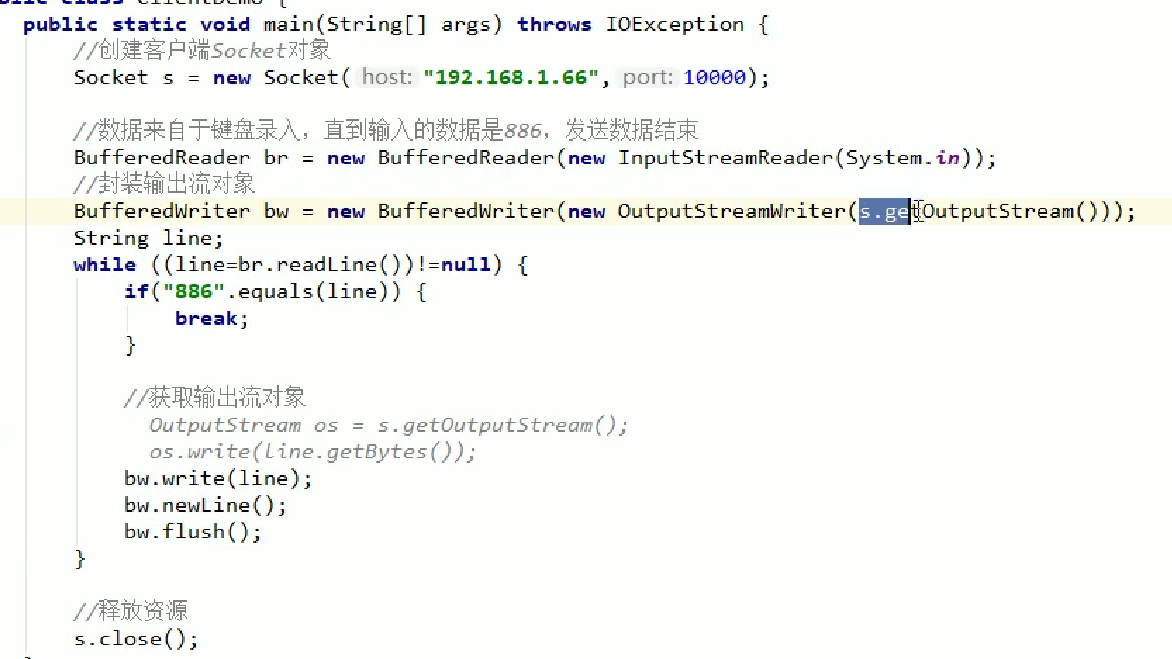 public class ClientDemo {
public static void main(String[] args) throws IOException {
//创建客户端Socket对象
Socket s = new Socket( host: "192.168.1.66", port: 10000);
//数据来自于键盘录入，直到输入的数据是886，发送数据结束
BufferedReader br = new BufferedReader(new InputStreamReader(System.in));
//封装输出流对象
BufferedWriter bw = new BufferedWriter(new OutputStreamWriter(s.getOutputStream()));
String line;
while ((line=br.readLine())!=null) {
if("886".equals(line)) {
break;
}
//获取输出流对象
OutputStream os = s.getOutputStream();
os.write(line.getBytes());
bw.write(line);
bw.newLine();
bw.flush();
}
//释放资源
s.close();